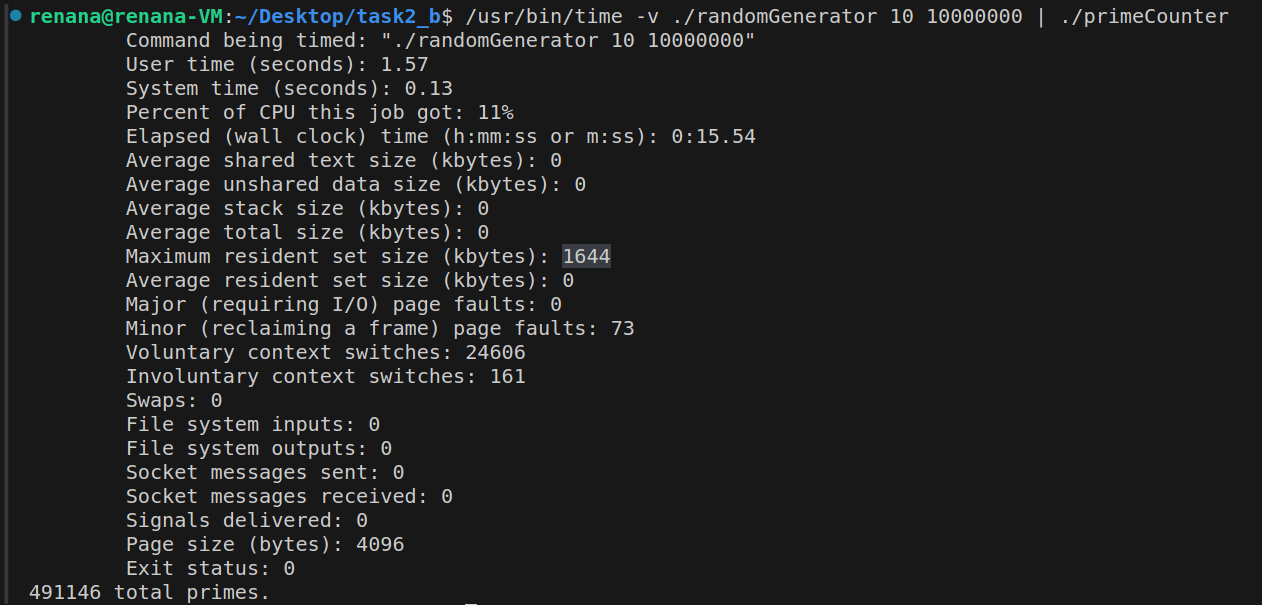 renana@renana-VM:~/Desktop/task2_b$ /usr/bin/time -v ./randomGenerator 10 10000000 | ./primeCounter
Command being timed: "./randomGenerator 10 10000000"
User time (seconds): 1.57
System time (seconds): 0.13
Percent of CPU this job got: 11%
Elapsed (wall clock) time (h:mm:ss or m:ss): 0:15.54
Average shared text size (kbytes): 0
Average unshared data size (kbytes): 0
Average stack size (kbytes): 0
Average total size (kbytes): 0
Maximum resident set size (kbytes): 1644
Average resident set size (kbytes): 0
Major (requiring I/O) page faults: 0
Minor (reclaiming a frame) page faults: 73
Voluntary context switches: 24606
Involuntary context switches: 161
Swaps: 0
File system inputs: 0
File system outputs: 0
Socket messages sent: 0
Socket messages received: 0
Signals delivered: 0
Page size (bytes): 4096
Exit status: 0
491146 total primes.